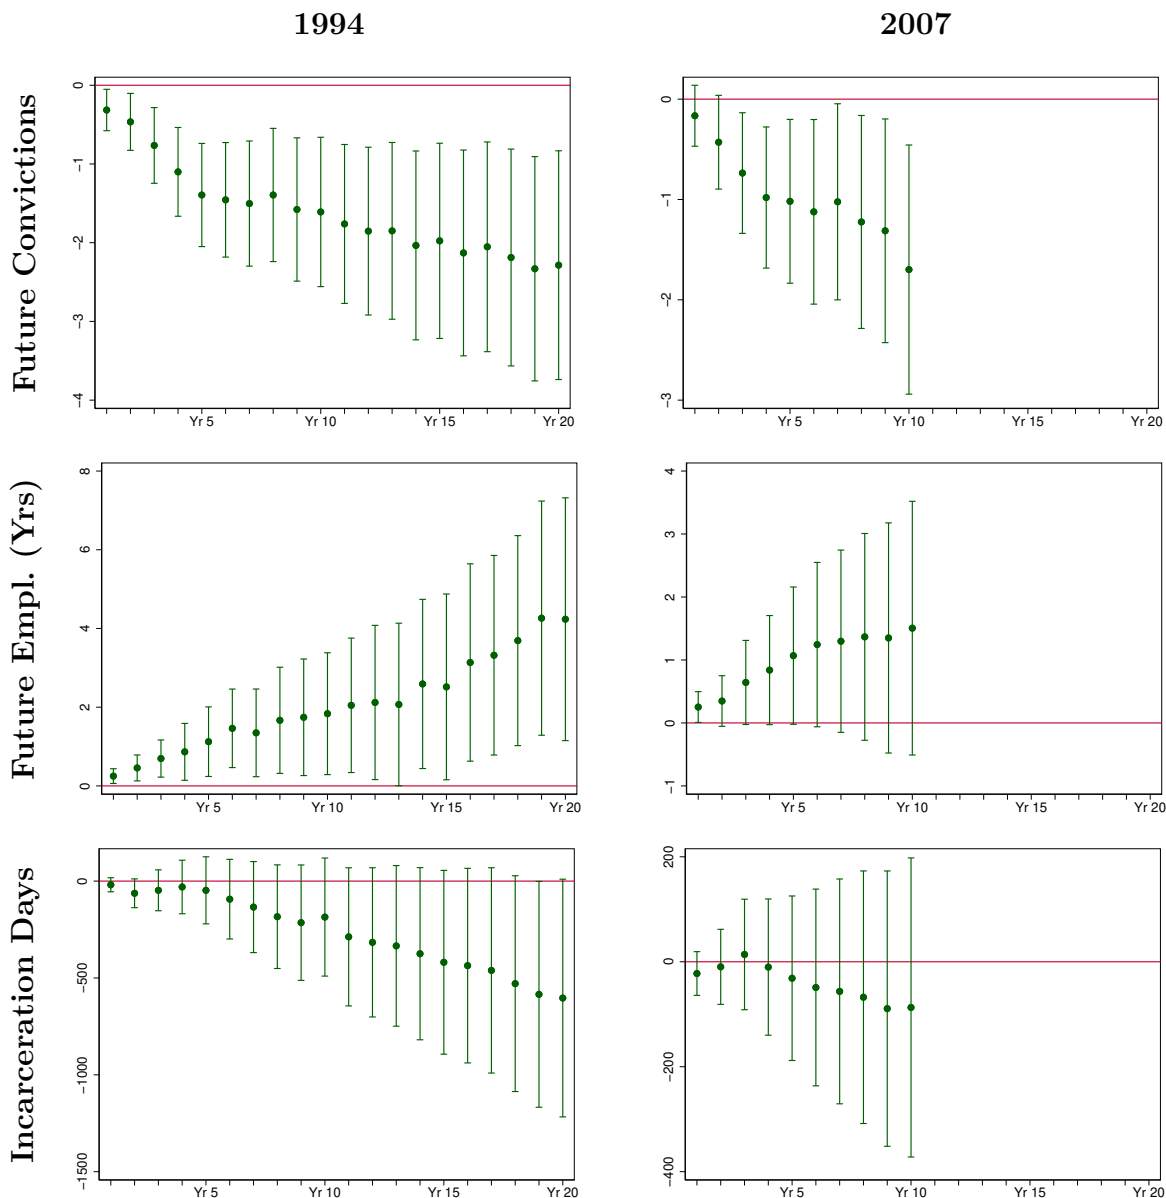 1994
2007
Future Convictions
0
−1
−2
−3
−4
Yr 5
Yr 10
Yr 15
Yr 20
0
−1
−2
−3
Yr 5
Yr 10
Yr 15
Yr 20
Future Empl. (Yrs)
8
6
4
2
0
Yr 5
Yr 10
Yr 15
Yr 20
4
3
2
1
0
−1
Yr 5
Yr 10
Yr 15
Yr 20
Incarceration Days
0
−500
−1000
−1500
Yr 5
Yr 10
Yr 15
Yr 20
200
0
−200
−400
Yr 5
Yr 10
Yr 15
Yr 20